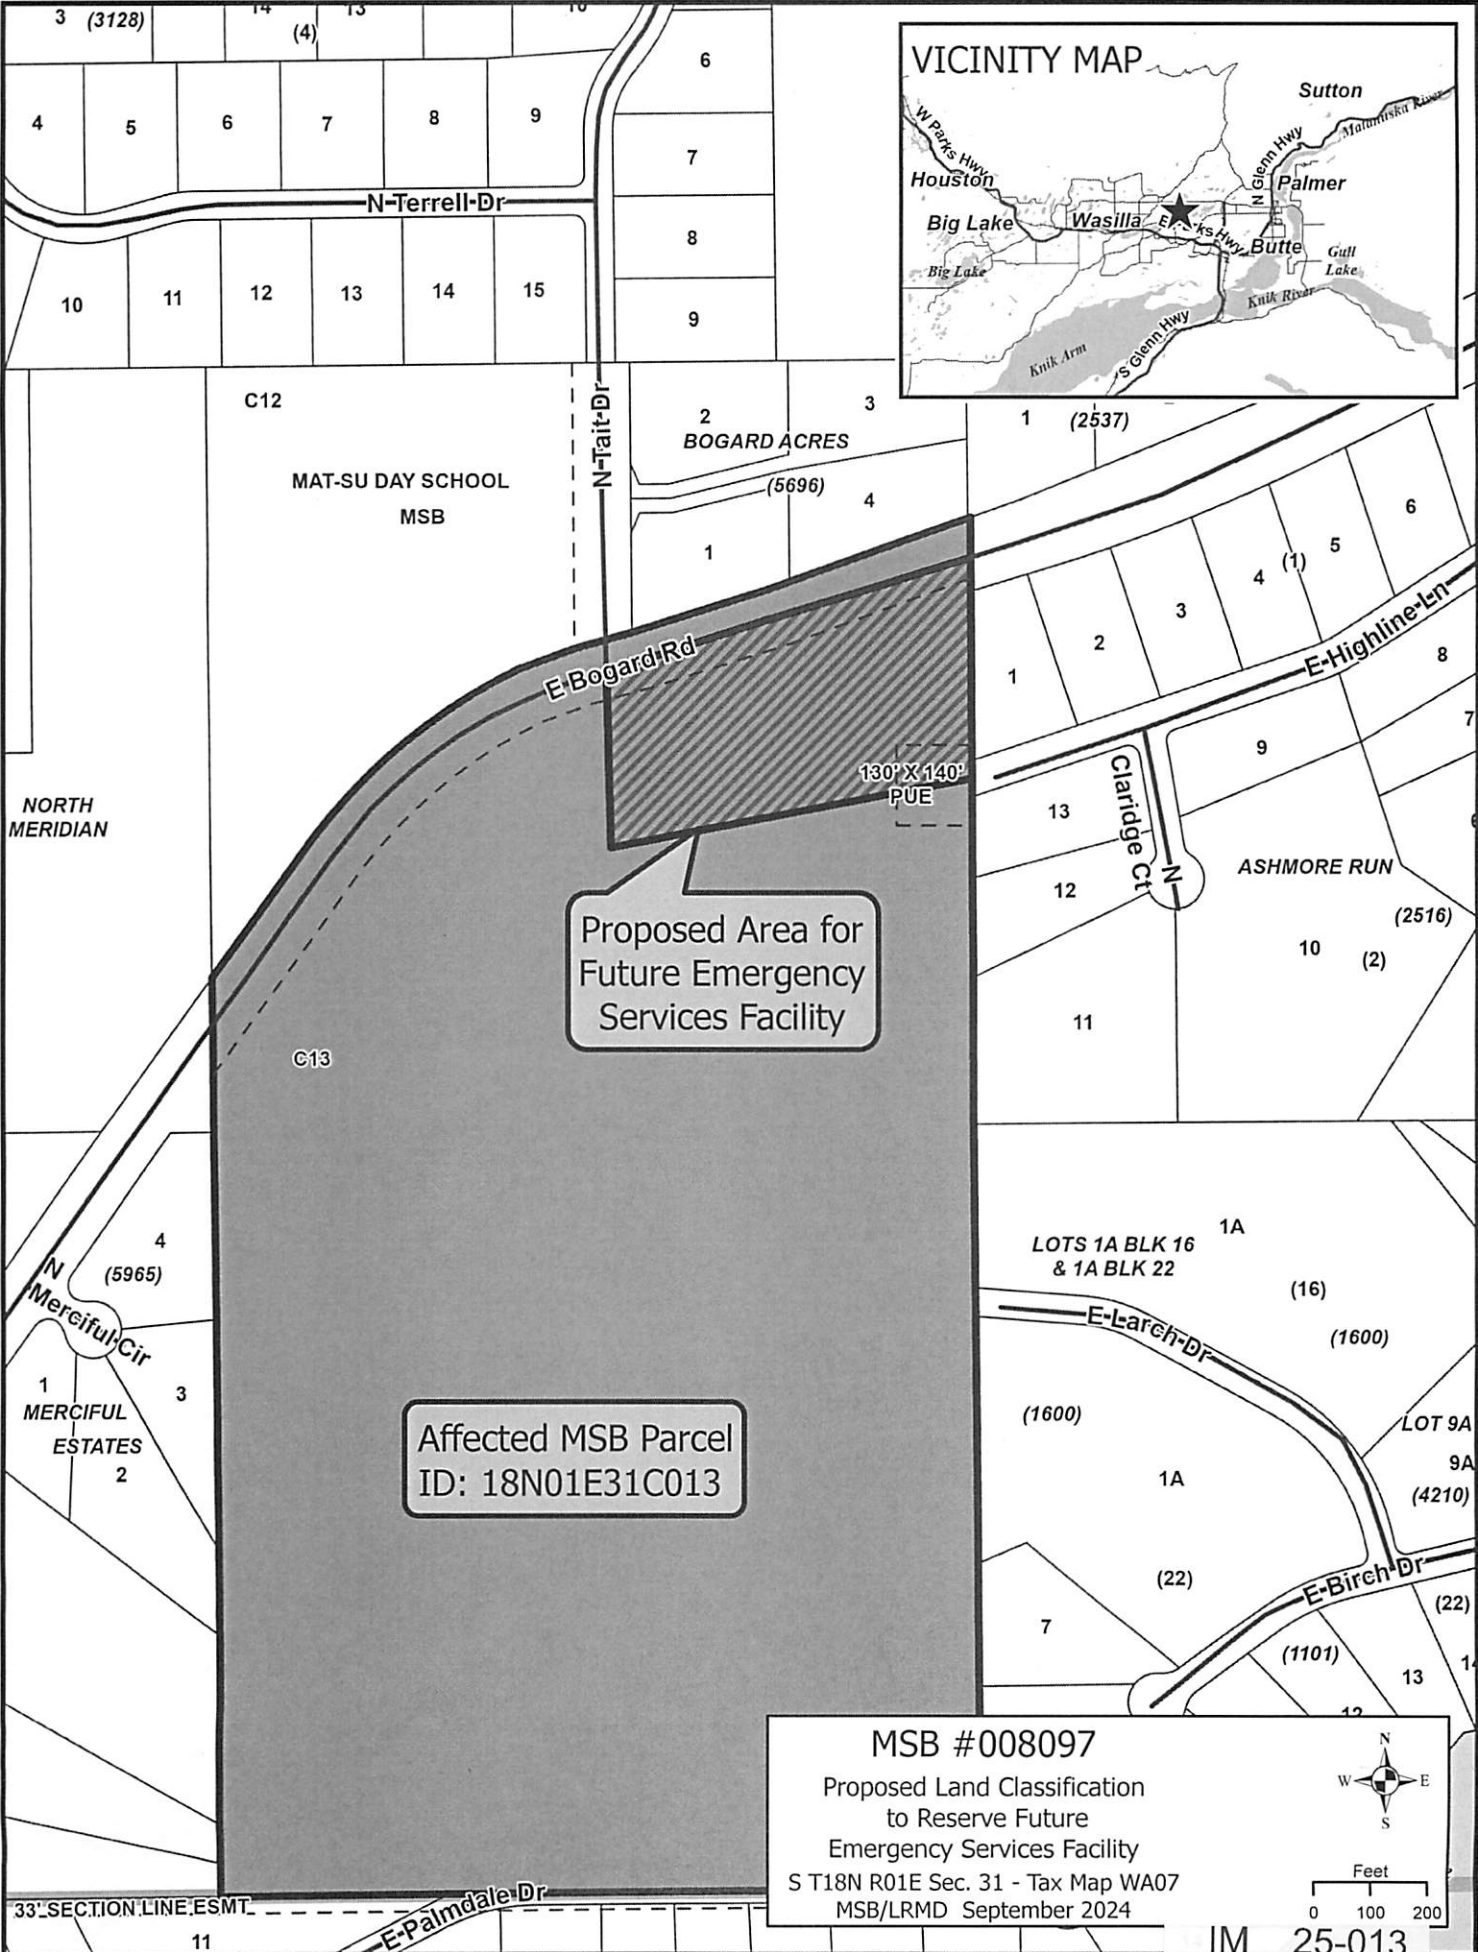 3
(3128)
14
13
(4)
10
6
4
5
6
7
8
9
7
N Terrell Dr
8
10
11
12
13
14
15
9
VICINITY MAP
Sutton
Matanuska River
W Parks Hwy
N Glenn Hwy
Houston
Palmer
Big Lake
Wasilla
Butte
Gull
Lake
Big Lake
Knik River
Knik Arm
S Glenn Hwy
C12
N Tait Dr
2
3
1
(2537)
BOGARD ACRES
MAT-SU DAY SCHOOL
MSB
(5696)
4
1
6
5
(1)
4
3
2
1
E Highline Ln
8
7
9
E Bogard Rd
130' X 140'
PUE
NORTH
MERIDIAN
13
N Claridge Ct
12
ASHMORE RUN
(2516)
10
(2)
11
Proposed Area for
Future Emergency
Services Facility
C13
4
(5965)
N
Merciful Cir
1
3
MERCIFUL
ESTATES
2
LOTS 1A BLK 16
& 1A BLK 22
1A
(16)
E Larch Dr
(1600)
(1600)
LOT 9A
9A
(4210)
1A
Affected MSB Parcel
ID: 18N01E31C013
(22)
E Birch Dr
(22)
7
(1101)
13
12
MSB #008097
Proposed Land Classification
to Reserve Future
Emergency Services Facility
S T18N R01E Sec. 31 - Tax Map WA07
MSB/LRMD September 2024
N
W
E
S
Feet
0 100 200
33' SECTION LINE ESMT
E Palmdale Dr
11
IM 25-013